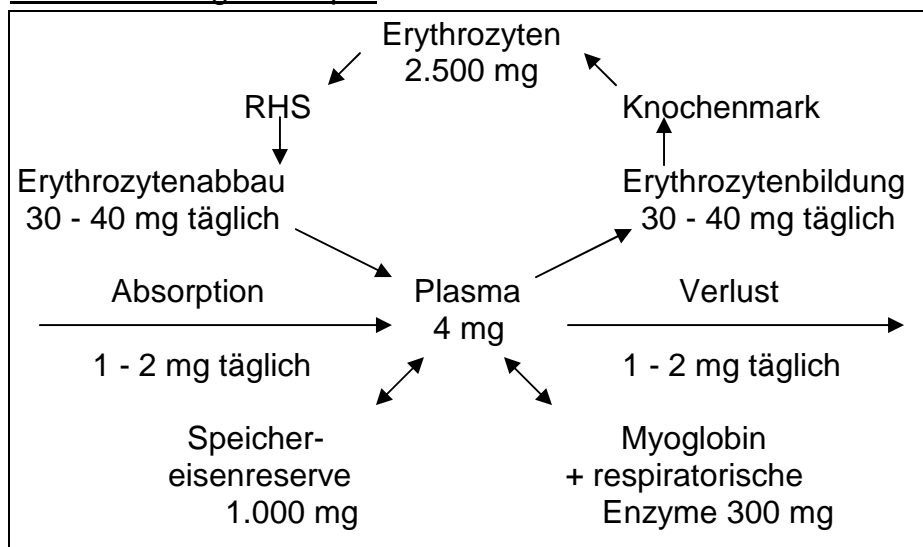 Erythrozyten
2.500 mg
RHS
Knochenmark
Erythrozytenabbau
30 - 40 mg täglich
Erythrozytenbildung
30 - 40 mg täglich
Absorption
Plasma
4 mg
Verlust
1 - 2 mg täglich
1 - 2 mg täglich
Speicher-
eisenreserve
1.000 mg
Myoglobin
+ respiratorische
Enzyme 300 mg